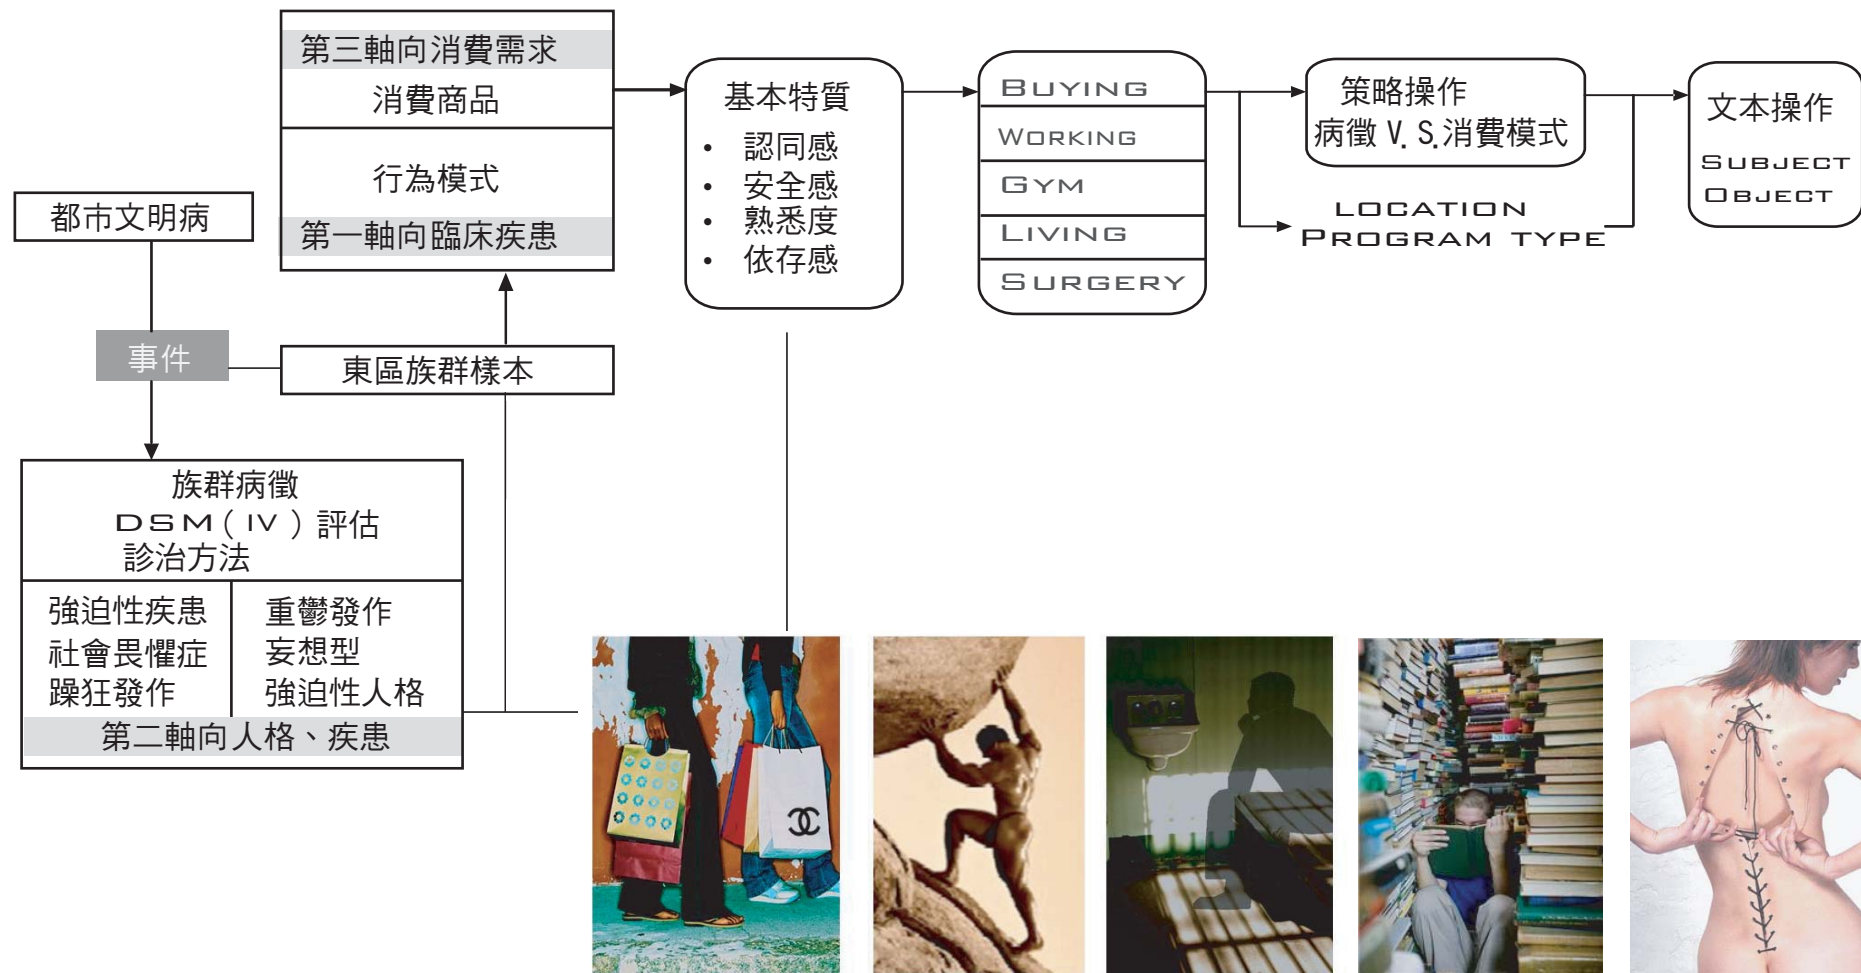 都市文明病
事件
族群病徵
DSM(IV)評估
診治方法
強迫性疾患
社會畏懼症
躁狂發作
重鬱發作
妄想型
強迫性人格
第二軸向人格、疾患
東區族群樣本
第三軸向消費需求
消費商品
行為模式
第一軸向臨床疾患
基本特質
• 認同感
• 安全感
• 熟悉度
• 依存感
BUYING
WORKING
GYM
LIVING
SURGERY
策略操作
病徵 V.S.消費模式
LOCATION
PROGRAM TYPE
文本操作
SUBJECT
OBJECT